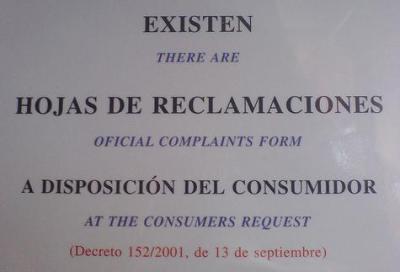 EXISTEN
THERE ARE
HOJAS DE RECLAMACIONES
OFICIAL COMPLAINTS FORM
A DISPOSICIÓN DEL CONSUMIDOR
AT THE CONSUMERS REQUEST
(Decreto 152/2001, de 13 de septiembre)